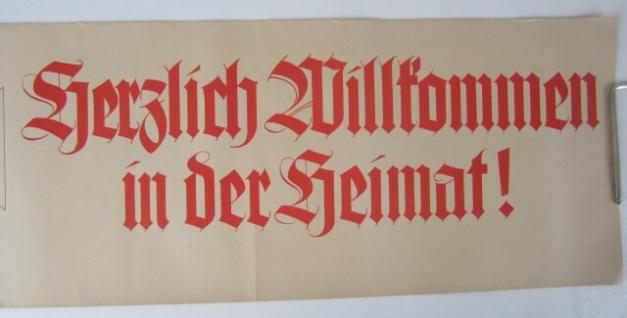 Herzlich Willkommen
in der Heimat!